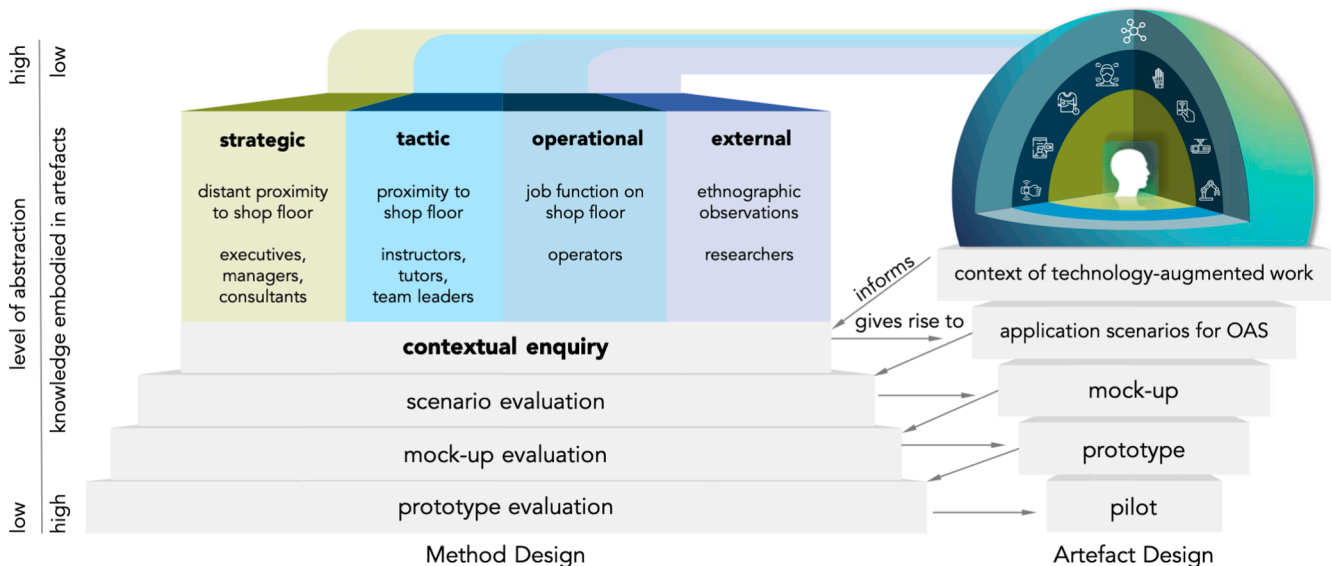 high
low
level of abstraction
knowledge embodied in artefacts
low
high
strategic
distant proximity
to shop floor
executives,
managers,
consultants
tactic
proximity to
shop floor
instructors,
tutors,
team leaders
operational
job function on
shop floor
operators
external
ethnographic
observations
researchers
contextual enquiry
scenario evaluation
mock-up evaluation
prototype evaluation
Method Design
informs
gives rise to
context of technology-augmented work
application scenarios for OAS
mock-up
prototype
pilot
Artefact Design